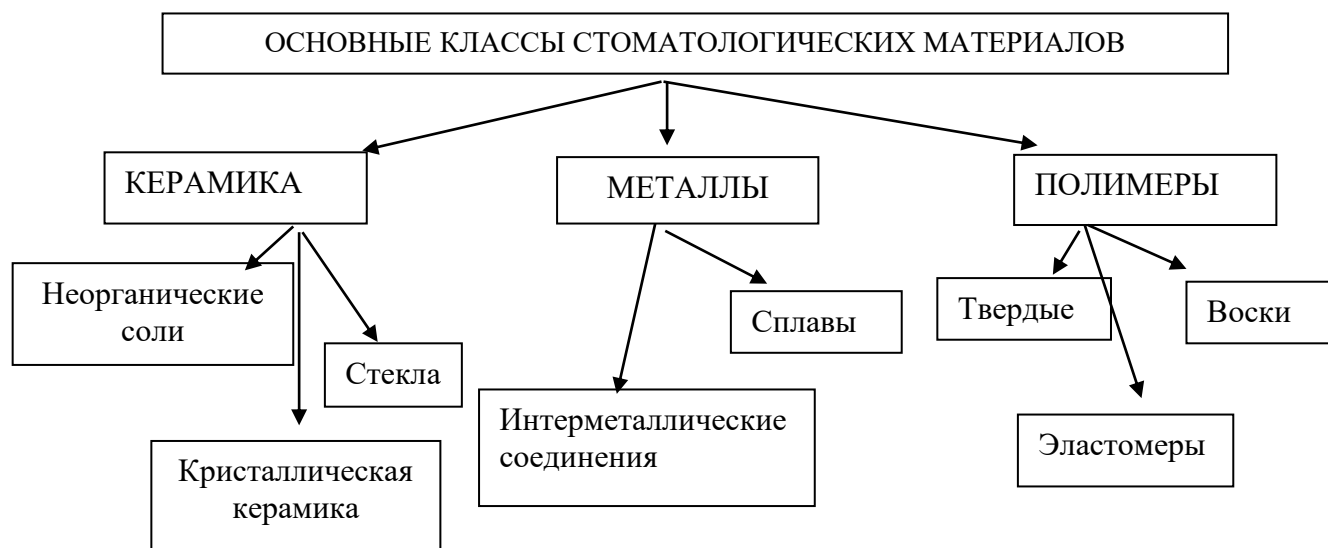 ОСНОВНЫЕ КЛАССЫ СТОМАТОЛОГИЧЕСКИХ МАТЕРИАЛОВ
КЕРАМИКА
МЕТАЛЛЫ
ПОЛИМЕРЫ
Неорганические
соли
Стекла
Кристаллическая
керамика
Сплавы
Интерметаллические
соединения
Твердые
Воски
Эластомеры